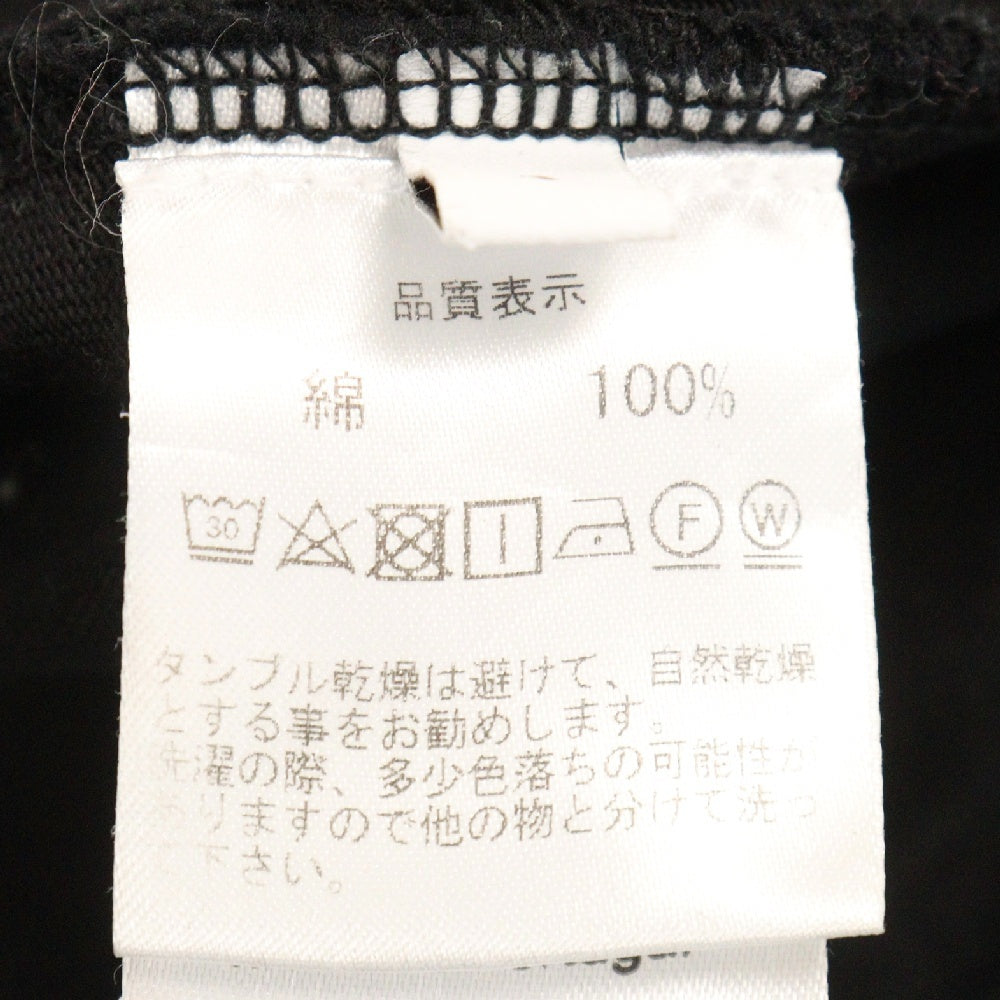 品質表示
綿 100%
30 F W
タンブル乾燥は避けて、自然乾燥
とする事をお勧めします。
洗濯の際、多少色落ちの可能性が
ありますので他の物と分けて洗っ
て下さい。